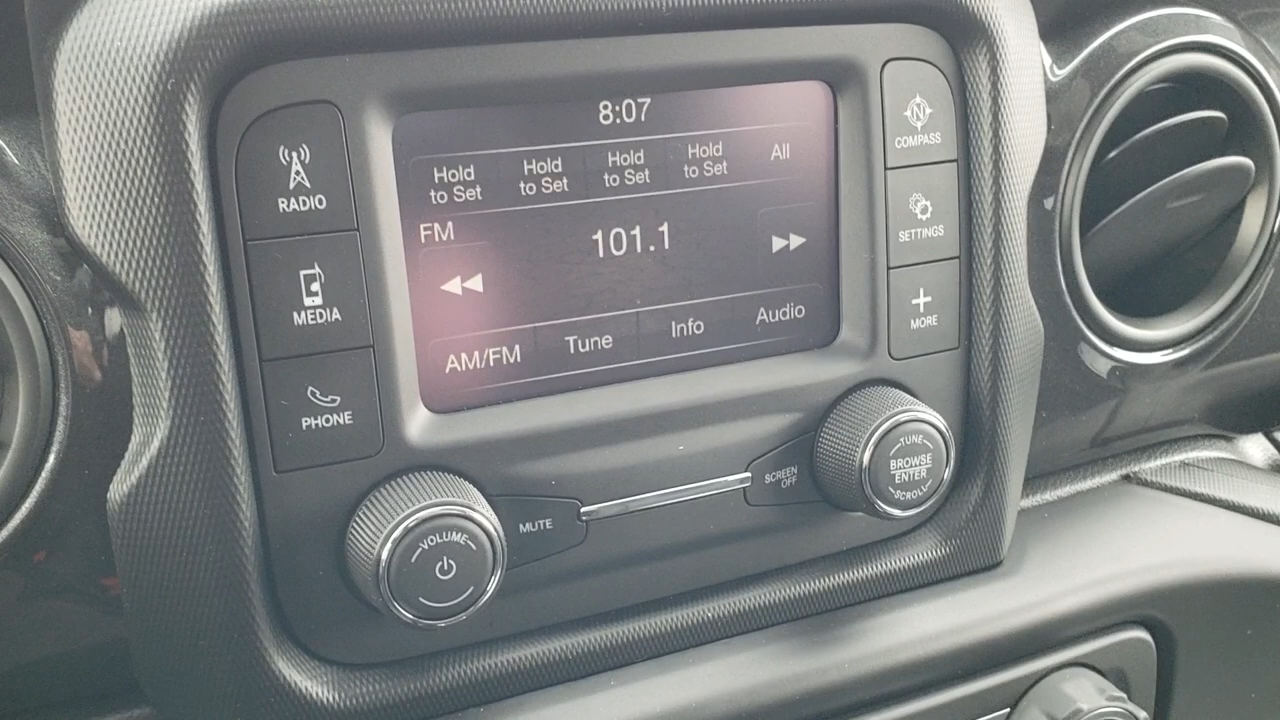 8:07
Hold to Set
Hold to Set
Hold to Set
Hold to Set
All
FM
101.1
AM/FM
Tune
Info
Audio
RADIO
MEDIA
PHONE
N
COMPASS
SETTINGS
MORE
VOLUME
MUTE
SCREEN OFF
TUNE
BROWSE
ENTER
SCROLL